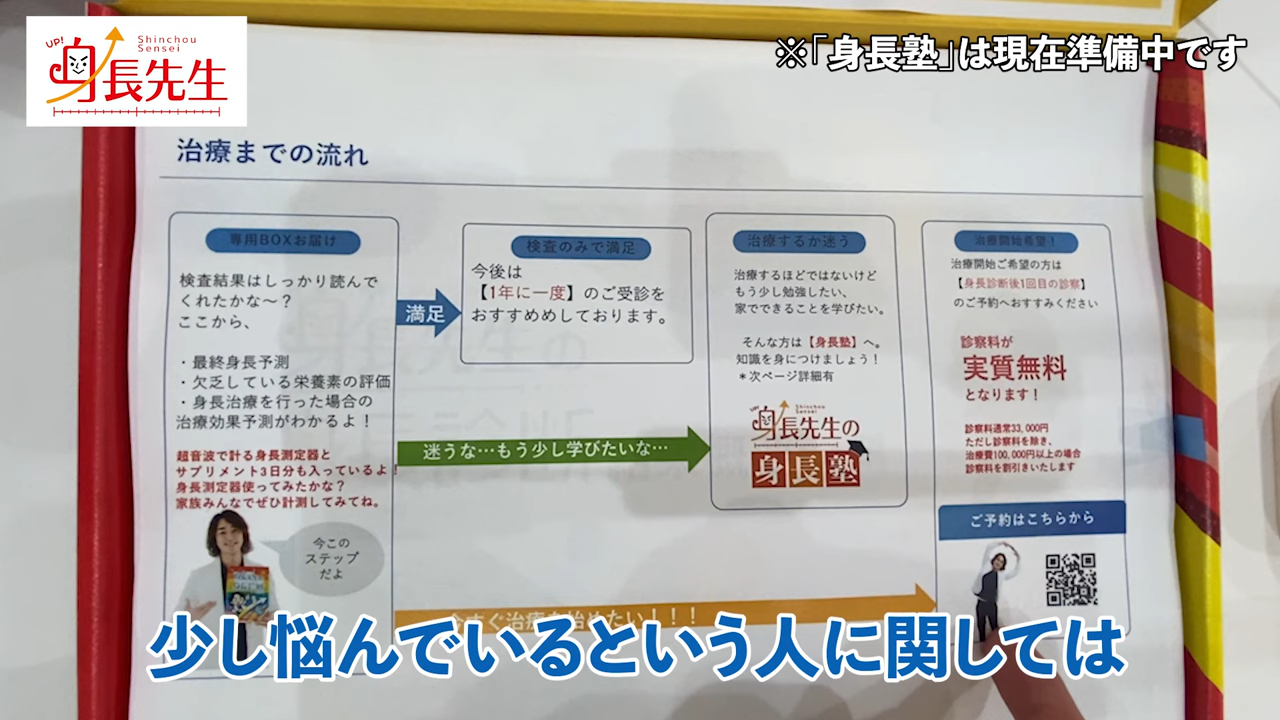 UP!
Shinchou
Sensei
身長先生
※「身長塾」は現在準備中です
治療までの流れ
専用BOXお届け
検査結果はしっかり読んで
くれたかな〜？
ここから、
・最終身長予測
・欠乏している栄養素の評価
・身長治療を行った場合の
治療効果予測がわかるよ！
超音波で計る身長測定器と
サプリメント3日分も入っているよ！
身長測定器使ってみたかな？
家族みんなでぜひ計測してみてね。
今この
ステップ
だよ
満足
検査のみで満足
今後は
【1年に一度】のご受診を
おすすめめしております。
迷うな…もう少し学びたいな…
治療するか迷う
治療するほどではないけど
もう少し勉強したい、
家でできることを学びたい。
そんな方は【身長塾】へ。
知識を身につけましょう！
＊次ページ詳細有
UP!
Shinchou
Sensei
身長先生の
身長塾
治療開始希望！
治療開始ご希望の方は
【身長診断後1回目の診察】
のご予約へおすすみください
診察料が
実質無料
となります！
診察料通常33,000円
ただし診察料を除き、
治療費100,000円以上の場合
診察料を割引きいたします
ご予約はこちらから
今すぐ治療を始めたい！！！
少し悩んでいるという人に関しては